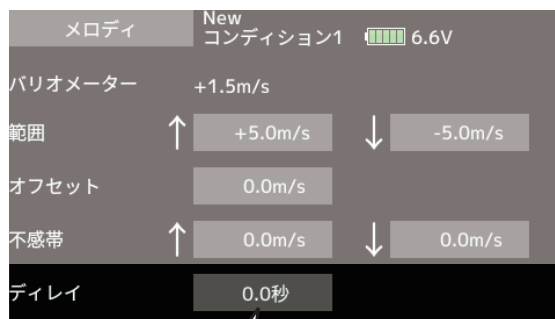 メロディ
New
コンディション1 6.6V
バリオメーター +1.5m/s
範囲 ↑ +5.0m/s ↓ -5.0m/s
オフセット 0.0m/s
不感帯 ↑ 0.0m/s ↓ 0.0m/s
ディレイ 0.0秒